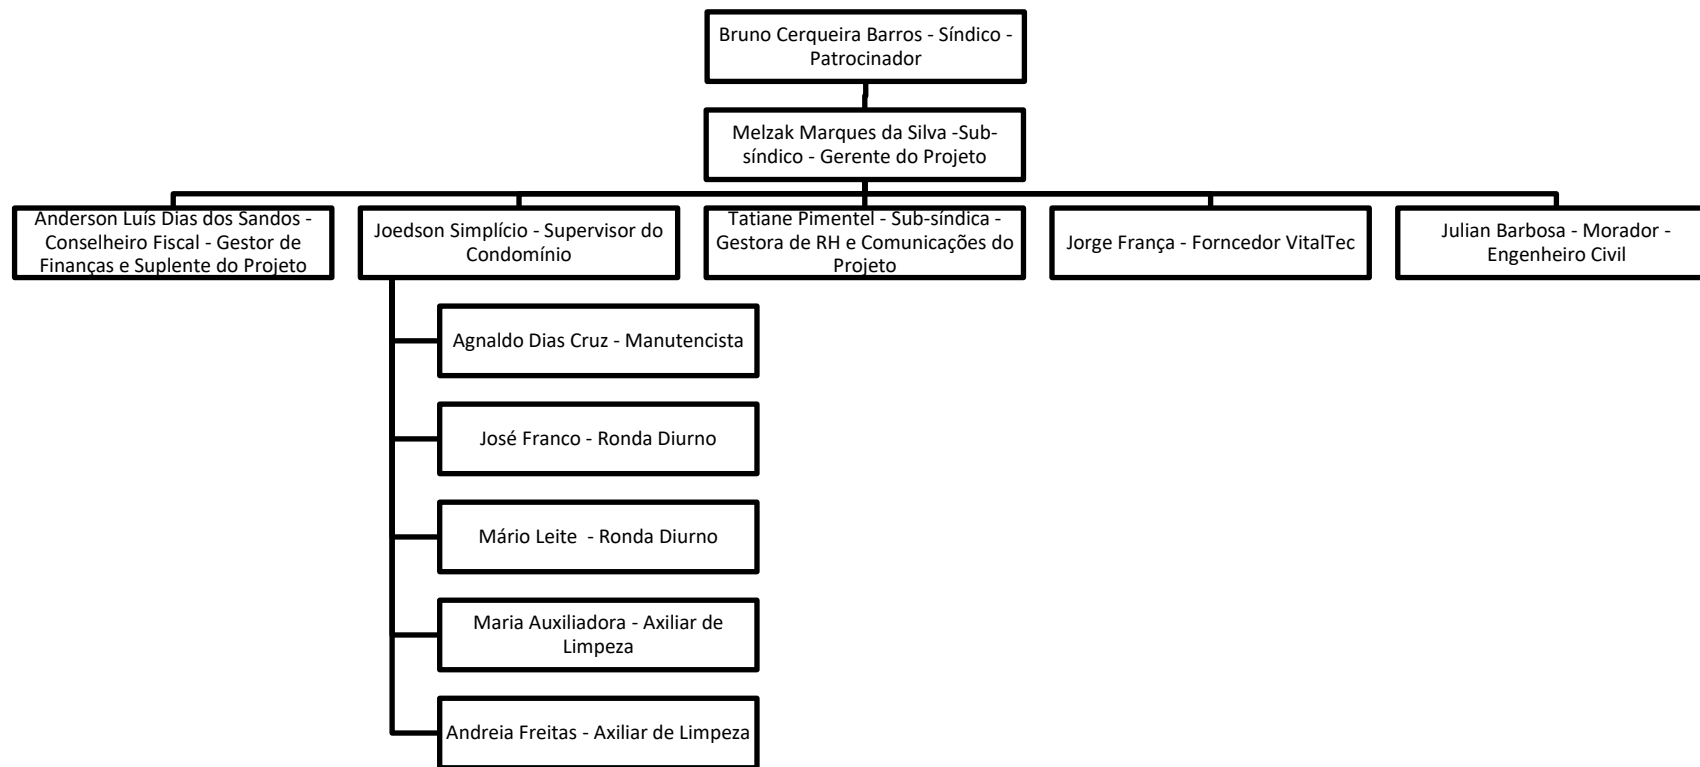 Bruno Cerqueira Barros - Síndico -
Patrocinador
Melzak Marques da Silva -Sub-
síndico - Gerente do Projeto
Anderson Luís Dias dos Sandos -
Conselheiro Fiscal - Gestor de
Finanças e Suplente do Projeto
Joedson Simplício - Supervisor do
Condomínio
Tatiane Pimentel - Sub-síndica -
Gestora de RH e Comunicações do
Projeto
Jorge França - Forncedor VitalTec
Julian Barbosa - Morador -
Engenheiro Civil
Agnaldo Dias Cruz - Manutencista
José Franco - Ronda Diurno
Mário Leite  - Ronda Diurno
Maria Auxiliadora - Axiliar de
Limpeza
Andreia Freitas - Axiliar de Limpeza